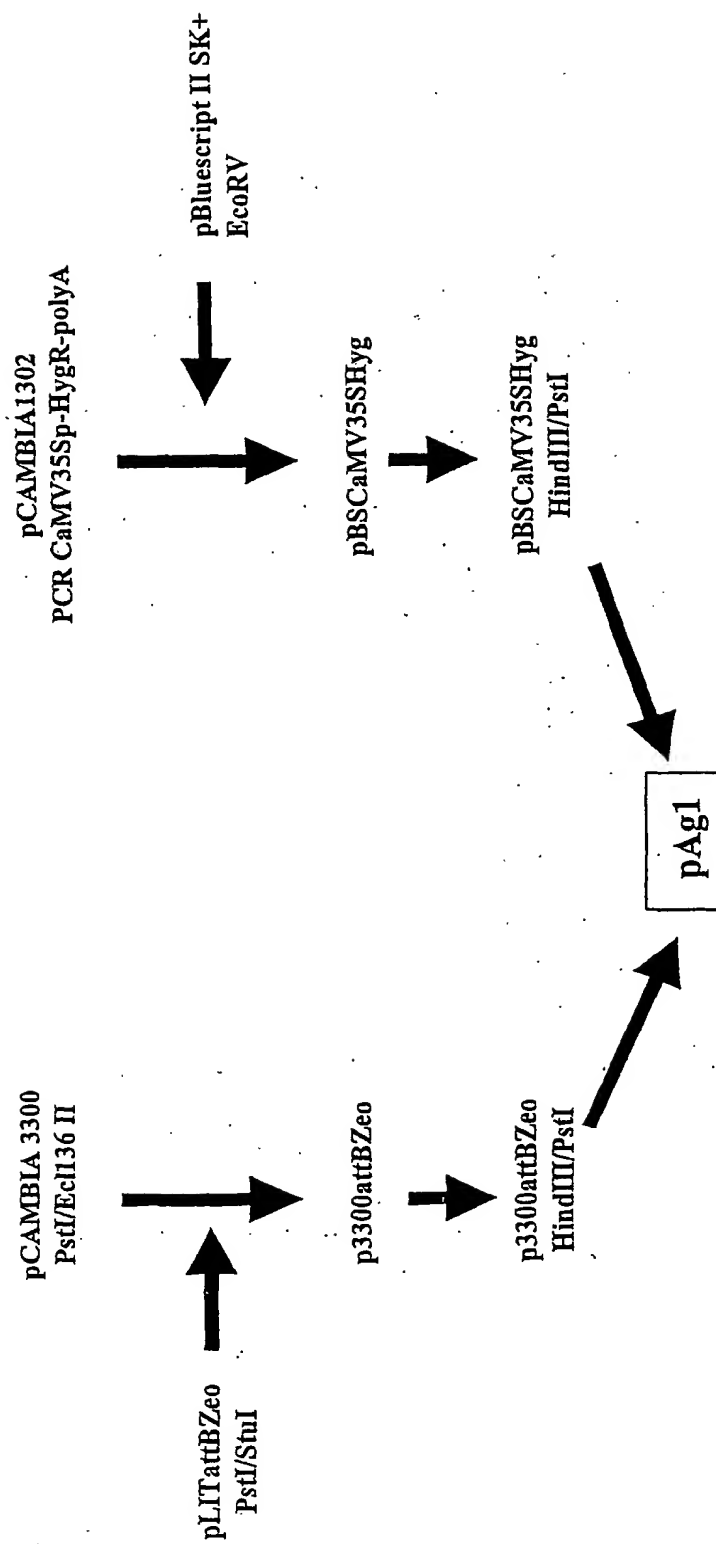 pCAMBIA 3300
PstI/Ecl136 II
pLITattBZeo
PstI/StuI
p3300attBZeo
p3300attBZeo
HindIII/PstI
pCAMBIA1302
PCR CaMV35Sp-HygR-polyA
pBluescript II SK+
EcoRV
pBSCaMV35SHyg
pBSCaMV35SHyg
HindIII/PstI
pAg1